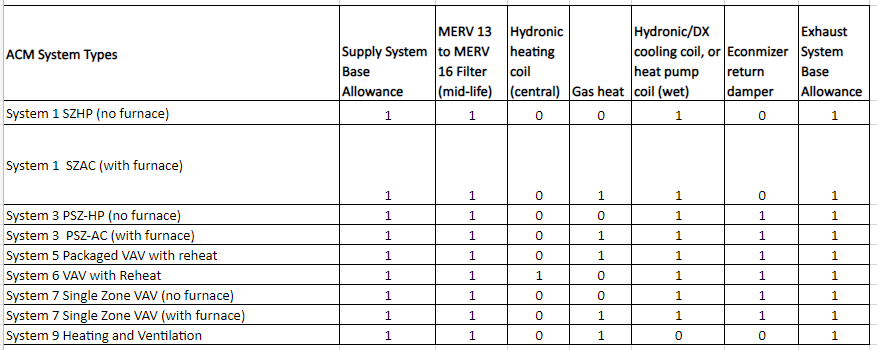 ACM System Types
Supply System Base Allowance
MERV 13 to MERV 16 Filter (mid-life)
Hydronic heating coil (central)
Gas heat
Hydronic/DX cooling coil, or heat pump coil (wet)
Econmizer return damper
Exhaust System Base Allowance
System 1 SZHP (no furnace) 1 1 0 0 1 0 1
System 1  SZAC (with furnace) 1 1 0 1 1 0 1
System 3 PSZ-HP (no furnace) 1 1 0 0 1 1 1
System 3  PSZ-AC (with furnace) 1 1 0 1 1 1 1
System 5 Packaged VAV with reheat 1 1 0 1 1 1 1
System 6 VAV with Reheat 1 1 1 0 1 1 1
System 7 Single Zone VAV (no furnace) 1 1 0 0 1 1 1
System 7 Single Zone VAV (with furnace) 1 1 0 1 1 1 1
System 9 Heating and Ventilation 1 1 0 1 0 0 1